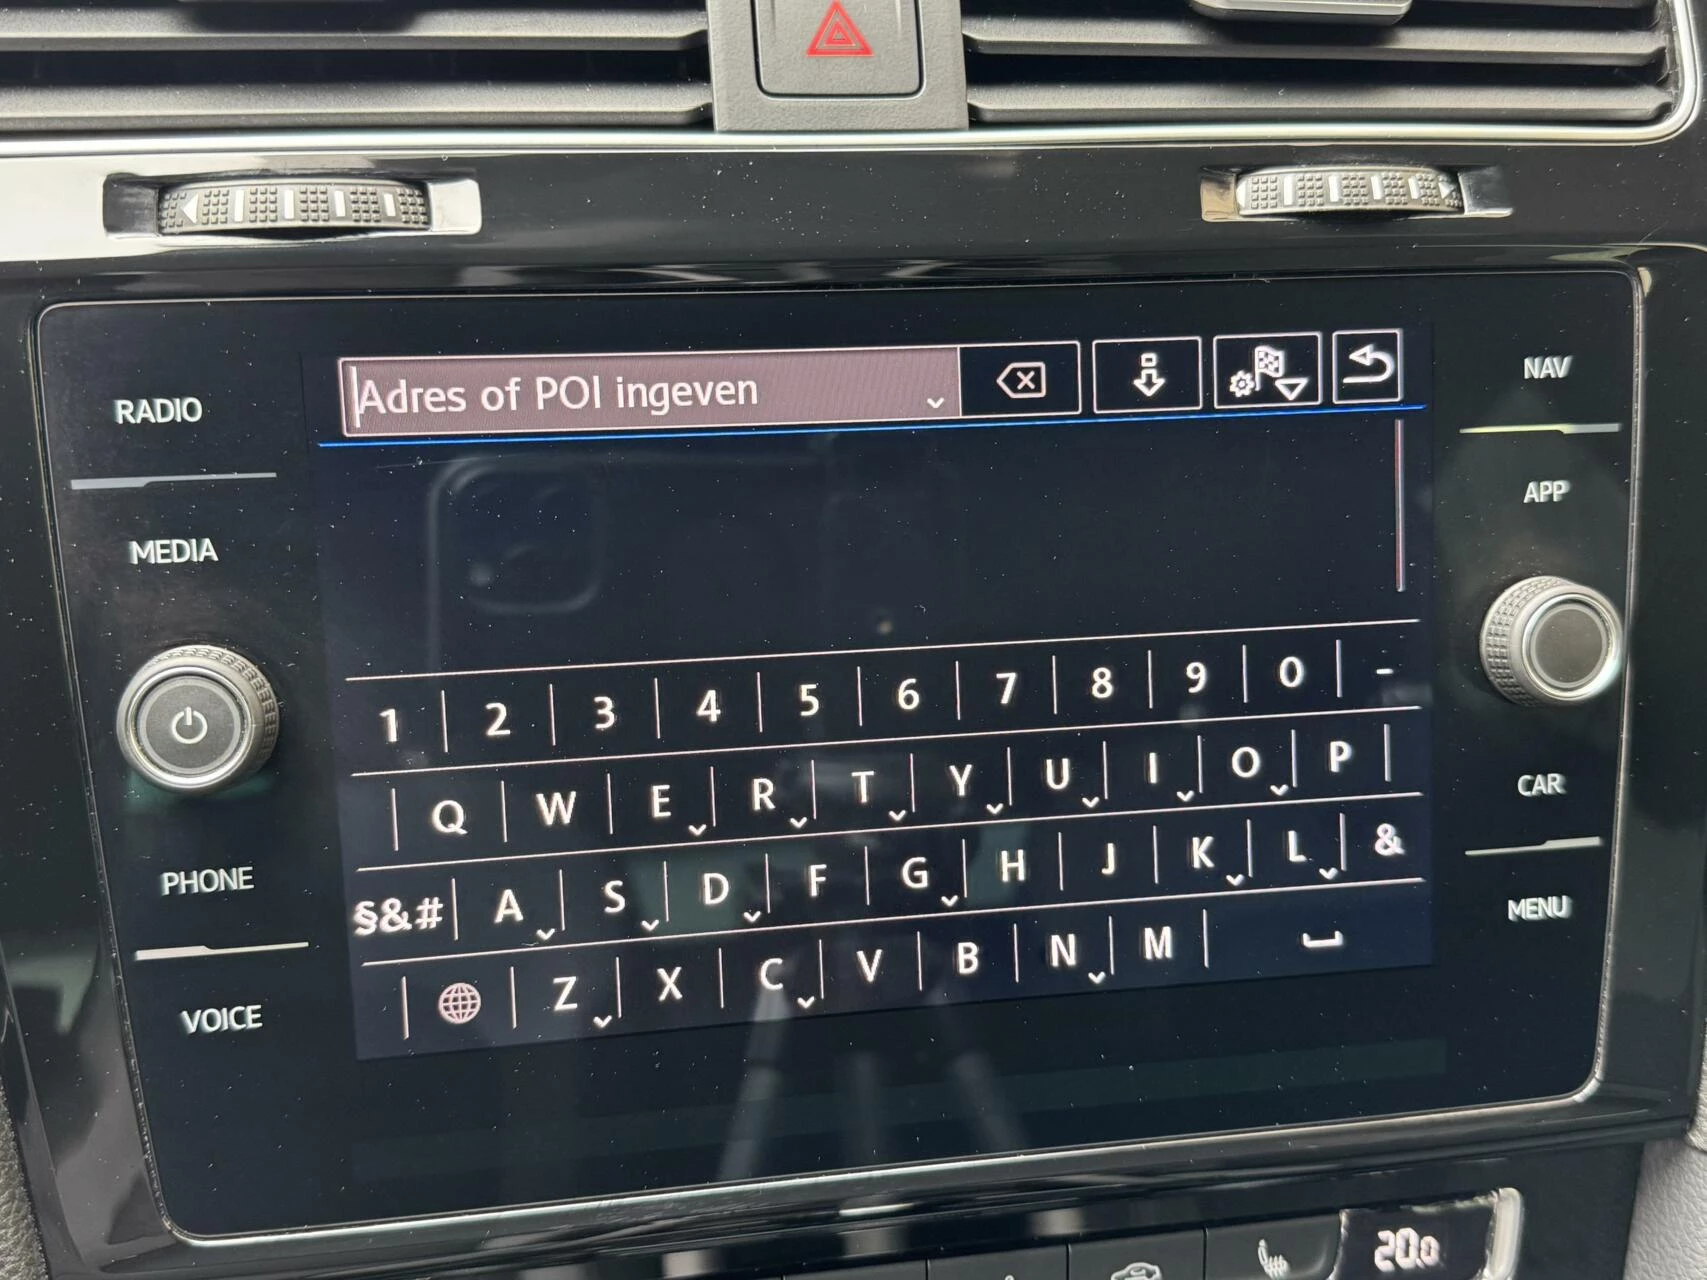 Adres of POI ingeven
RADIO
MEDIA
PHONE
VOICE
1 2 3 4 5 6 7 8 9 0 -
Q W E R T Y U I O P
§&# A S D F G H J K L &
Z X C V B N M
NAV
APP
CAR
MENU
20.0